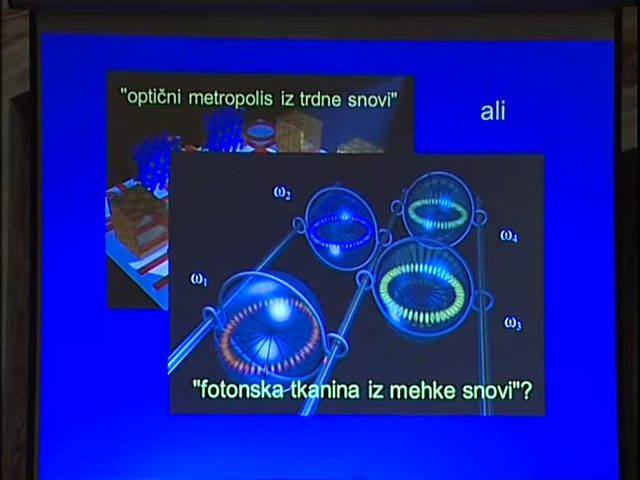 "optični metropolis iz trdne snovi"
ali
ω₂
ω₄
ω₁
ω₃
"fotonska tkanina iz mehke snovi"?